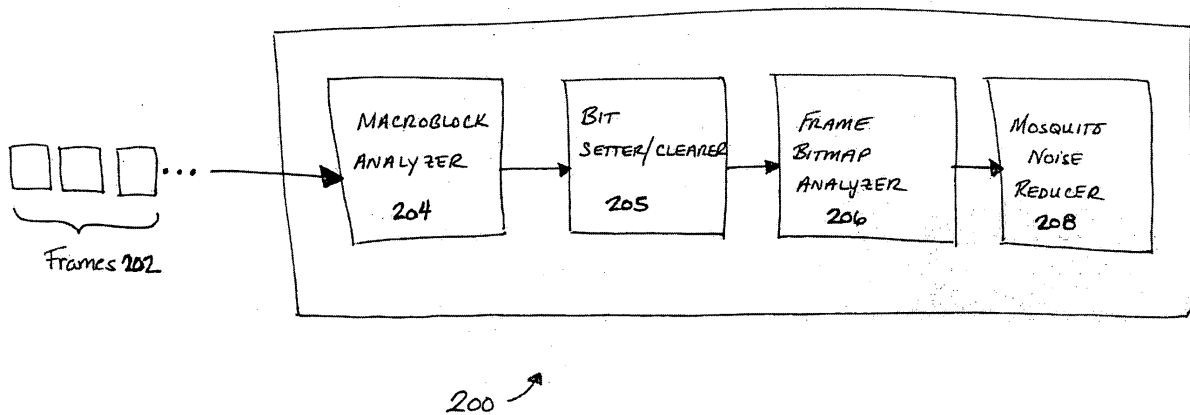 MACROBLOCK
ANALYZER
204
BIT
SETTER/CLEARER
205
FRAME
BITMAP
ANALYZER
206
MOSQUITO
NOISE
REDUCER
208
...
Frames 202
200